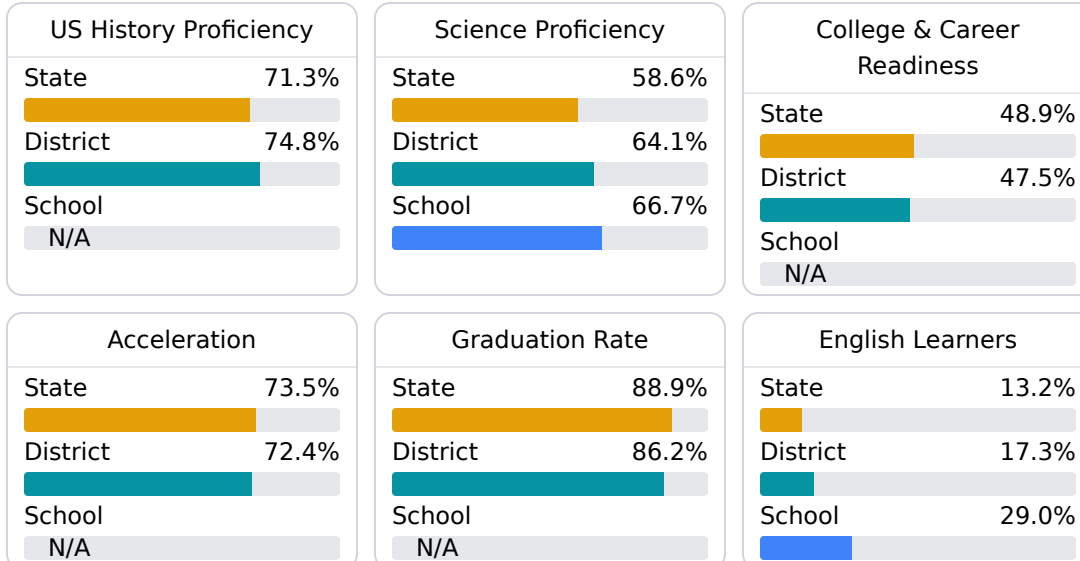 US History Proficiency
State 71.3%
District 74.8%
School
N/A
Science Proficiency
State 58.6%
District 64.1%
School 66.7%
College & Career
Readiness
State 48.9%
District 47.5%
School
N/A
Acceleration
State 73.5%
District 72.4%
School
N/A
Graduation Rate
State 88.9%
District 86.2%
School
N/A
English Learners
State 13.2%
District 17.3%
School 29.0%